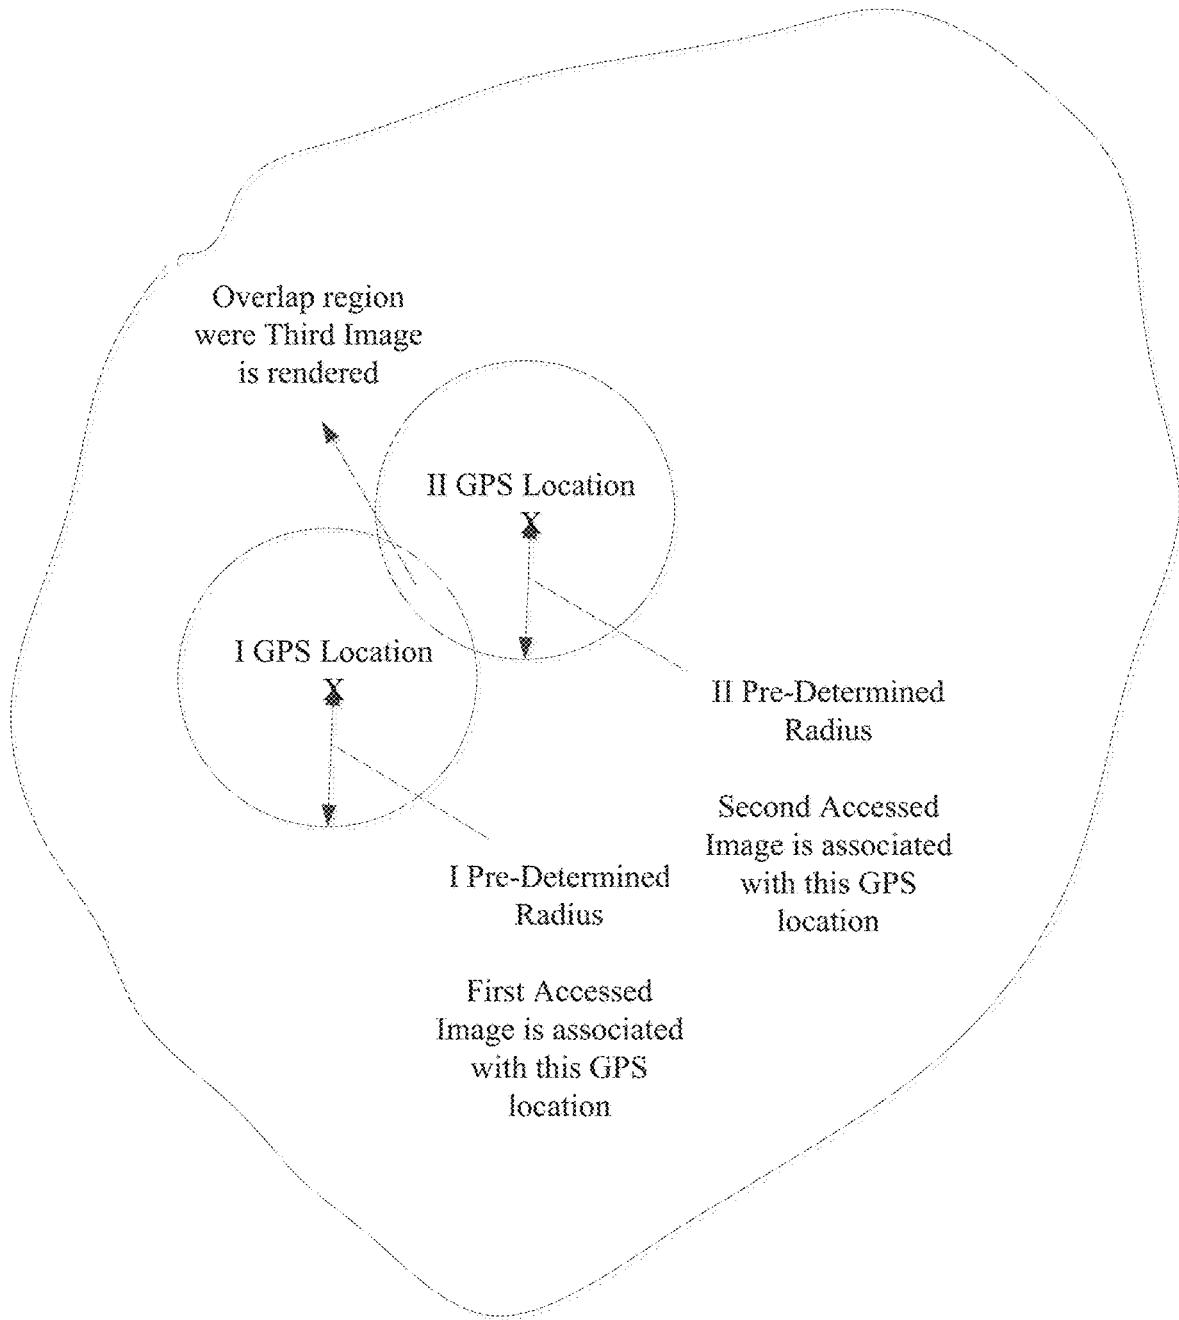 Overlap region
were Third Image
is rendered
II GPS Location
X
I GPS Location
X
II Pre-Determined
Radius
Second Accessed
Image is associated
with this GPS
location
I Pre-Determined
Radius
First Accessed
Image is associated
with this GPS
location